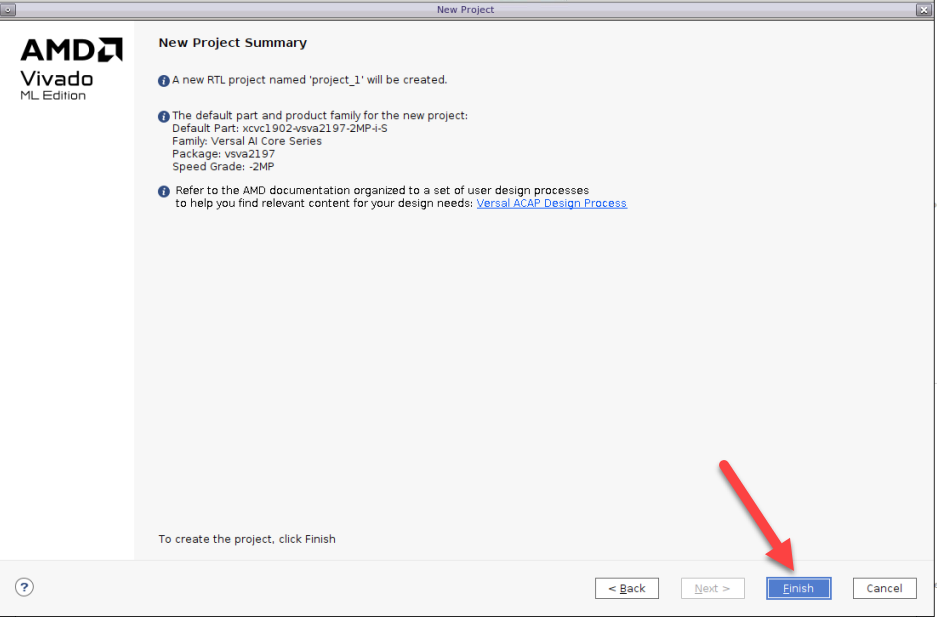 New Project
AMD
Vivado
ML Edition
New Project Summary
A new RTL project named 'project_1' will be created.
The default part and product family for the new project:
Default Part: xcvc1902-vsva2197-2MP-i-S
Family: Versal AI Core Series
Package: vsva2197
Speed Grade: -2MP
Refer to the AMD documentation organized to a set of user design processes
to help you find relevant content for your design needs: Versal ACAP Design Process
To create the project, click Finish
?
< Back
Next >
Finish
Cancel